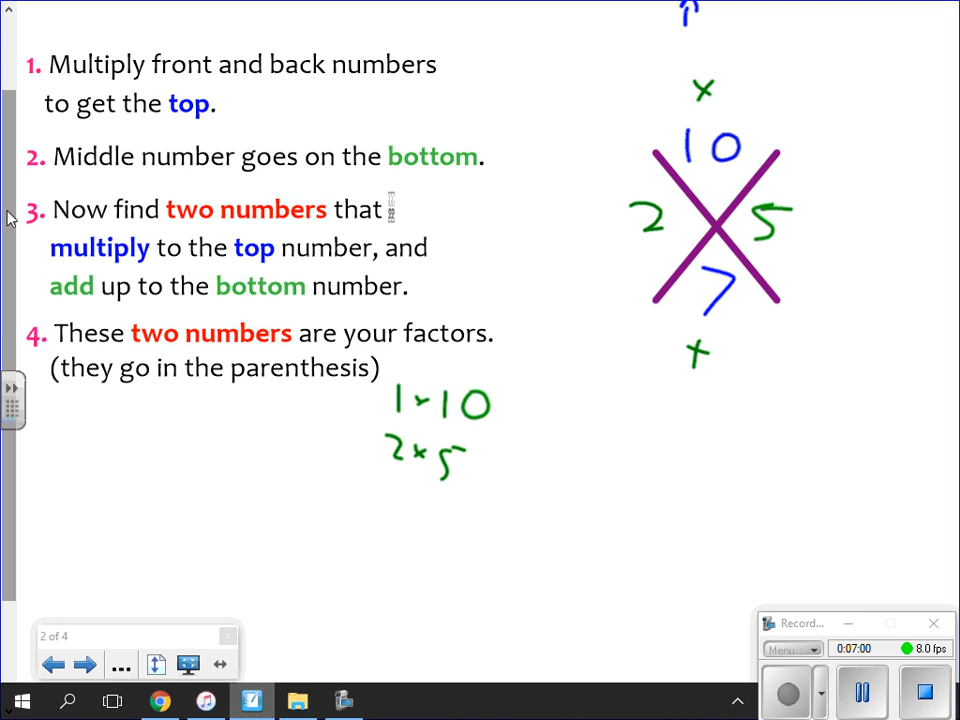 1. Multiply front and back numbers
to get the top.
2. Middle number goes on the bottom.
3. Now find two numbers that
multiply to the top number, and
add up to the bottom number.
4. These two numbers are your factors.
(they go in the parenthesis)
1 × 10
2 × 5
×
10
2 5
7
+
2 of 4
Record...
Menu
0:07:00
8.0 fps